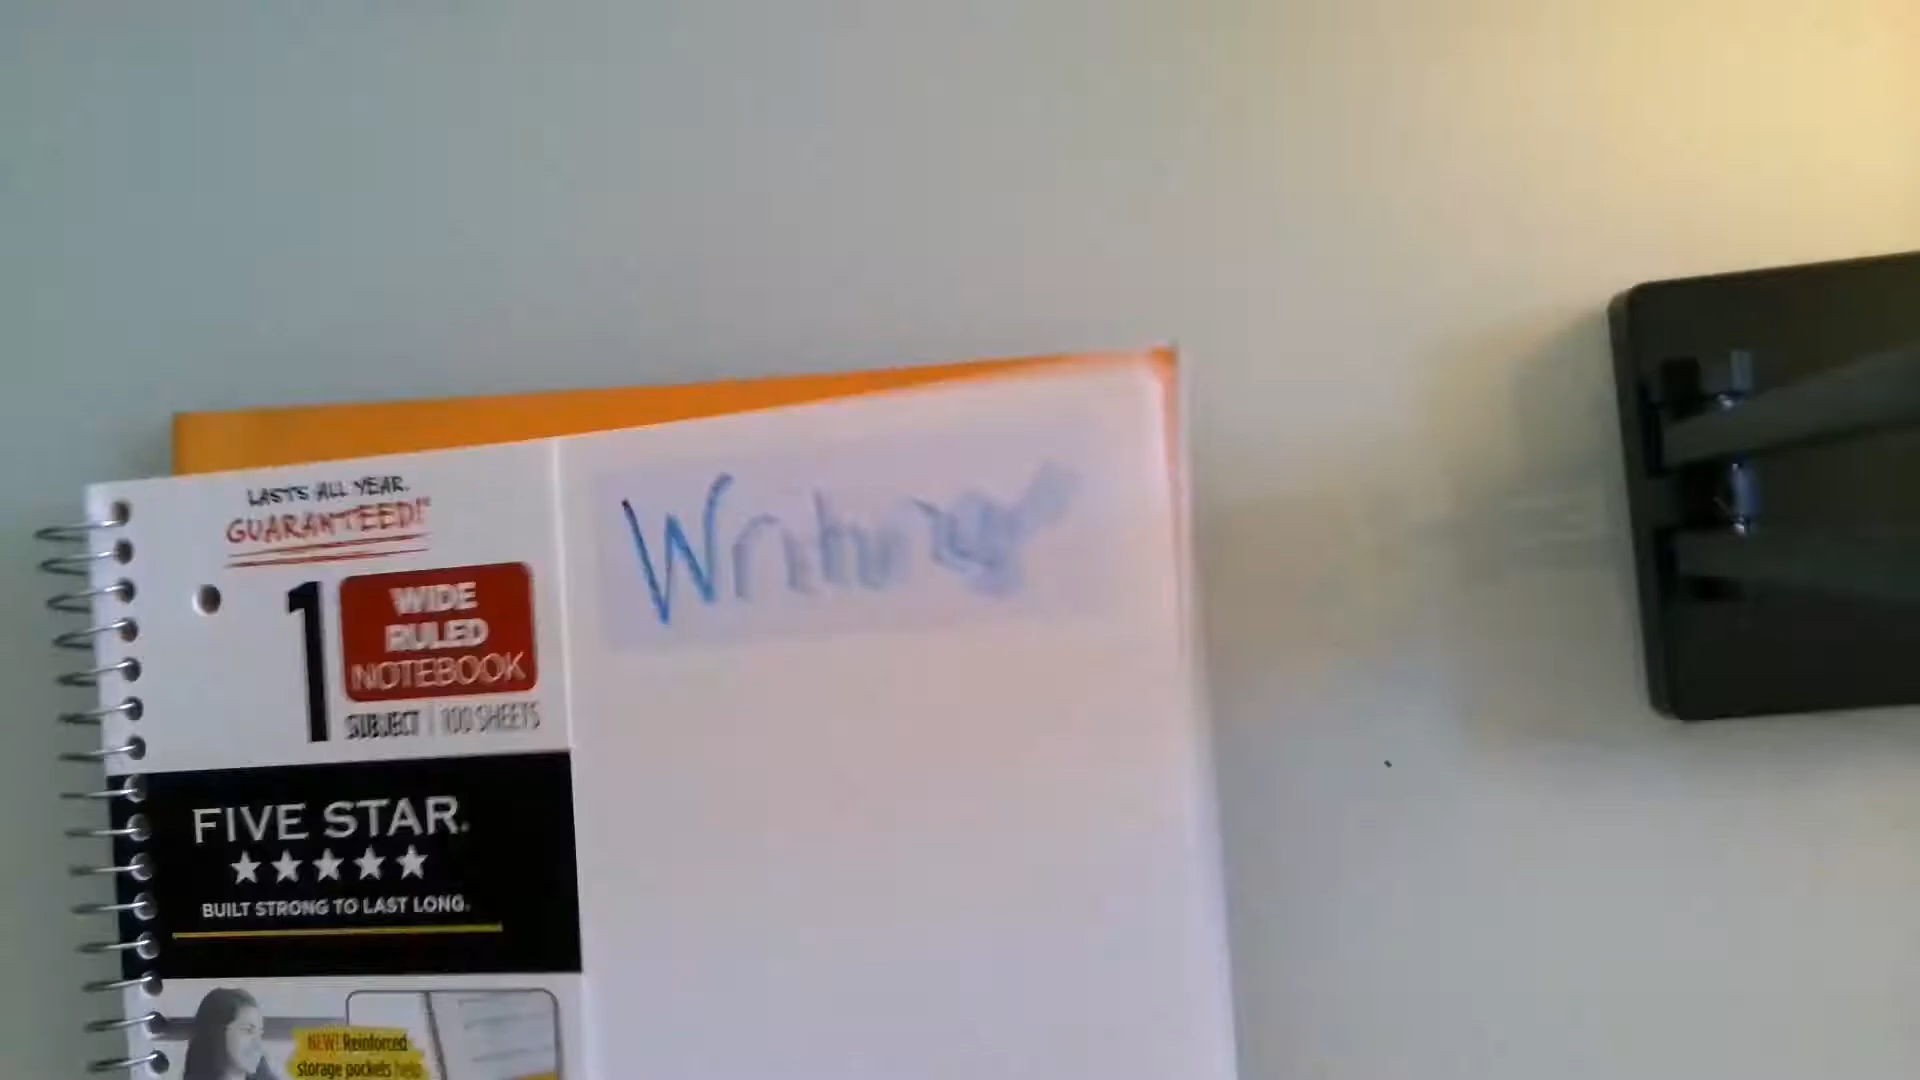 LASTS ALL YEAR.
GUARANTEED!
1
WIDE
RULED
NOTEBOOK
SUBJECT | 100 SHEETS
FIVE STAR.
★★★★★
BUILT STRONG TO LAST LONG.
NEW! Reinforced
storage pockets help